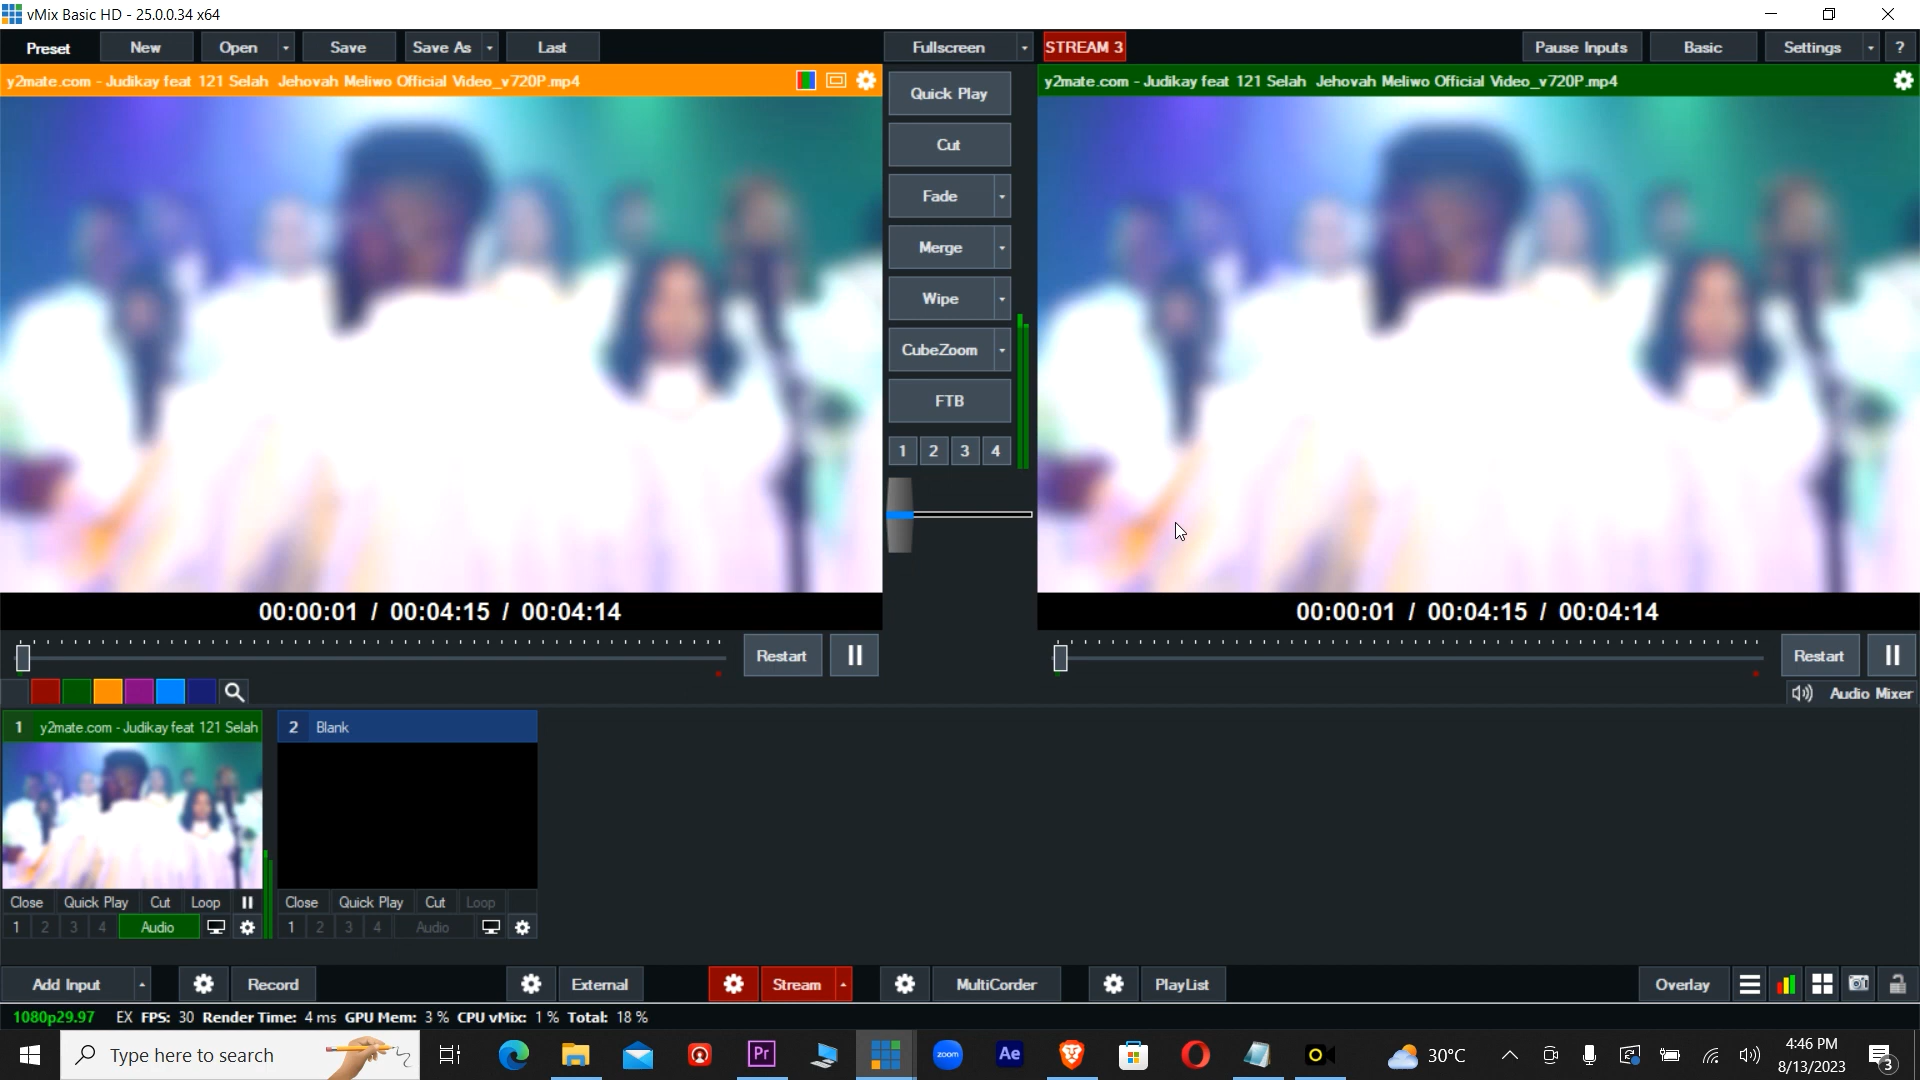 vMix Basic HD - 25.0.0.34 x64
Preset New Open Save Save As Last Fullscreen STREAM 3 Pause Inputs Basic Settings ?
y2mate.com - Judikay feat 121 Selah Jehovah Meliwo Official Video_v720P.mp4
y2mate.com - Judikay feat 121 Selah Jehovah Meliwo Official Video_v720P.mp4
Quick Play
Cut
Fade
Merge
Wipe
CubeZoom
FTB
1 2 3 4
00:00:01 / 00:04:15 / 00:04:14
00:00:01 / 00:04:15 / 00:04:14
Restart
Restart
Audio Mixer
1 y2mate.com - Judikay feat 121 Selah
2 Blank
Close Quick Play Cut Loop
Close Quick Play Cut Loop
1 2 3 4 Audio
1 2 3 4 Audio
Add Input Record External Stream MultiCorder PlayList Overlay
1080p29.97 EX FPS: 30 Render Time: 4 ms GPU Mem: 3 % CPU vMix: 1 % Total: 18 %
Type here to search
Pr
zoom
Ae
30°C
4:46 PM
8/13/2023
3